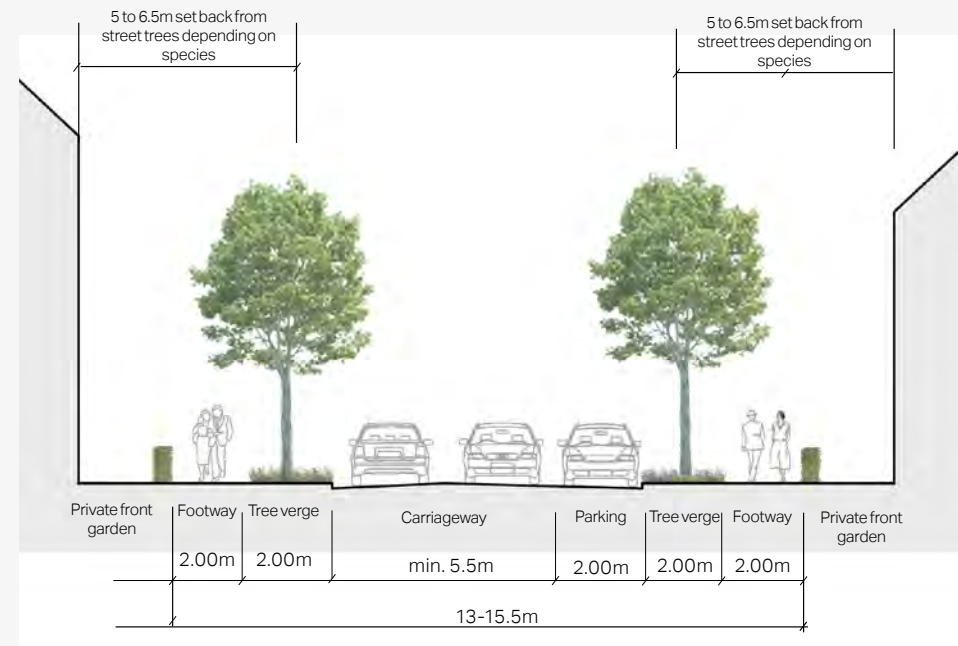 5 to 6.5m set back from
street trees depending on
species
5 to 6.5m set back from
street trees depending on
species
Private front
garden
Footway
Tree verge
Carriageway
Parking
Tree verge
Footway
Private front
garden
2.00m
2.00m
min. 5.5m
2.00m
2.00m
2.00m
13-15.5m